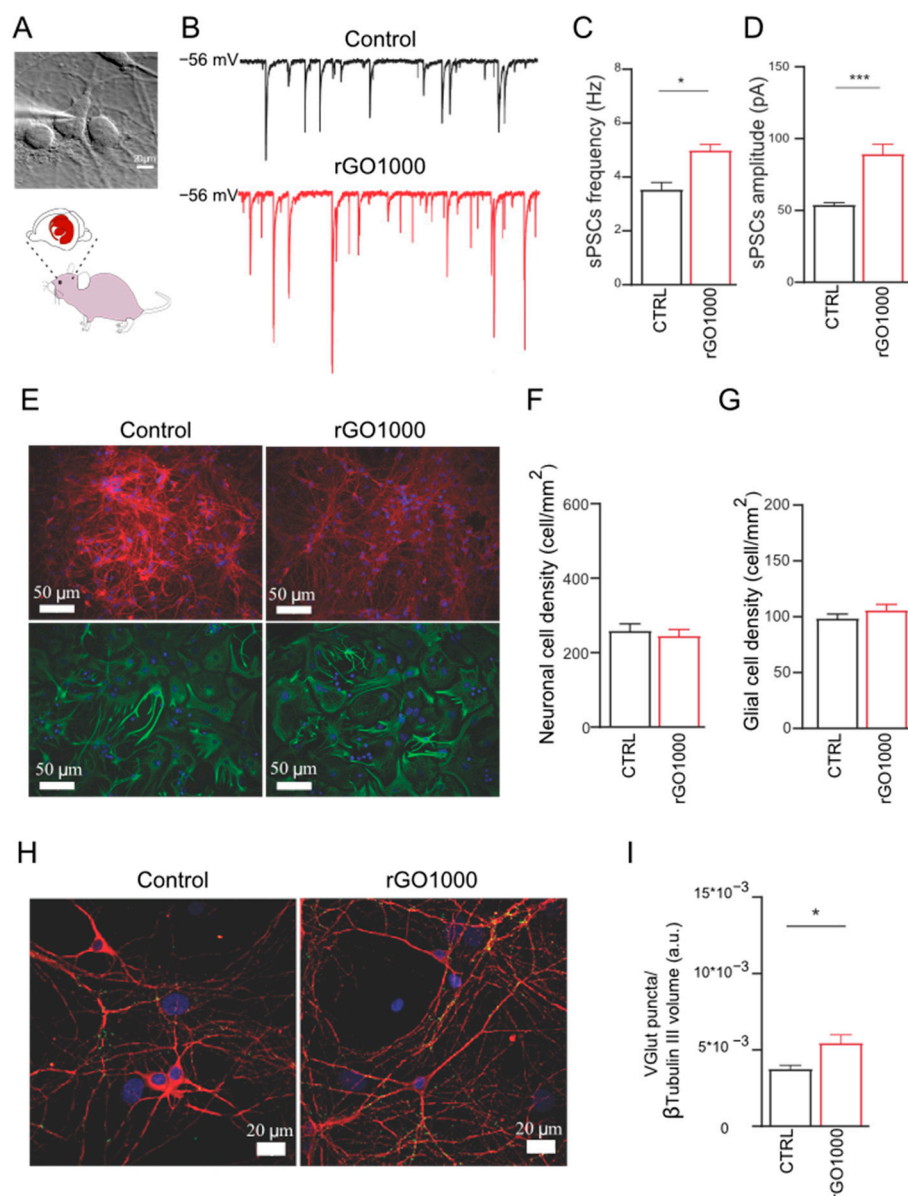 A
20 µm
B
Control
−56 mV
rGO1000
−56 mV
C
sPSCs frequency (Hz)
8
6
4
2
0
*
CTRL
rGO1000
D
sPSCs amplitude (pA)
150
100
50
0
***
CTRL
rGO1000
E
Control
rGO1000
50 µm
50 µm
50 µm
50 µm
F
Neuronal cell density (cell/mm²)
600
400
200
0
CTRL
rGO1000
G
Glial cell density (cell/mm²)
200
150
100
50
0
CTRL
rGO1000
H
Control
rGO1000
20 µm
20 µm
I
VGlut puncta/
βTubulin III volume (a.u.)
15*10⁻³
10*10⁻³
5*10⁻³
0
*
CTRL
rGO1000